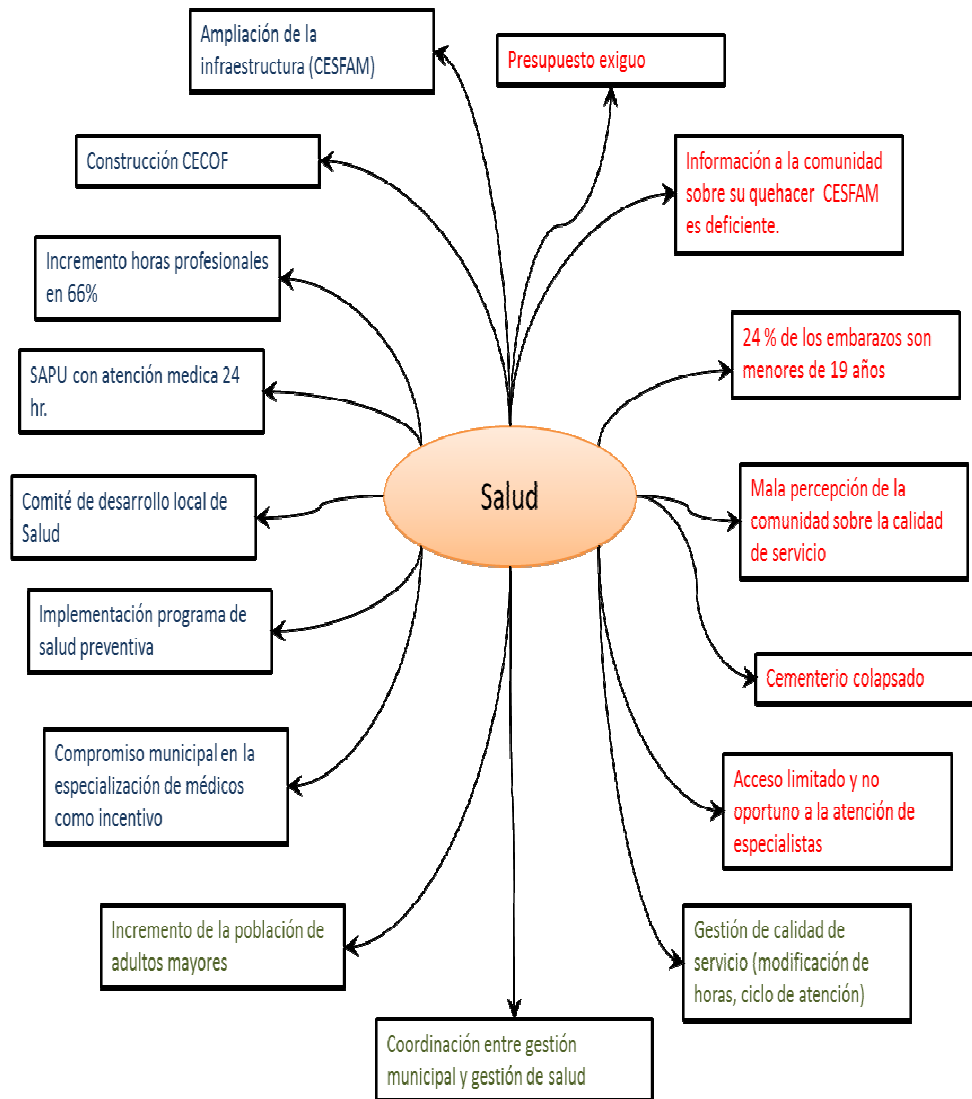 Ampliación de la
infraestructura (CESFAM)
Presupuesto exiguo
Construcción CECOF
Información a la comunidad
sobre su quehacer  CESFAM
es deficiente.
Incremento horas profesionales
en 66%
24 % de los embarazos son
menores de 19 años
SAPU con atención medica 24
hr.
Salud
Comité de desarrollo local de
Salud
Mala percepción de la
comunidad sobre la calidad
de servicio
Implementación programa de
salud preventiva
Cementerio colapsado
Compromiso municipal en la
especialización de médicos
como incentivo
Acceso limitado y no
oportuno a la atención de
especialistas
Incremento de la población de
adultos mayores
Gestión de calidad de
servicio (modificación de
horas, ciclo de atención)
Coordinación entre gestión
municipal y gestión de salud